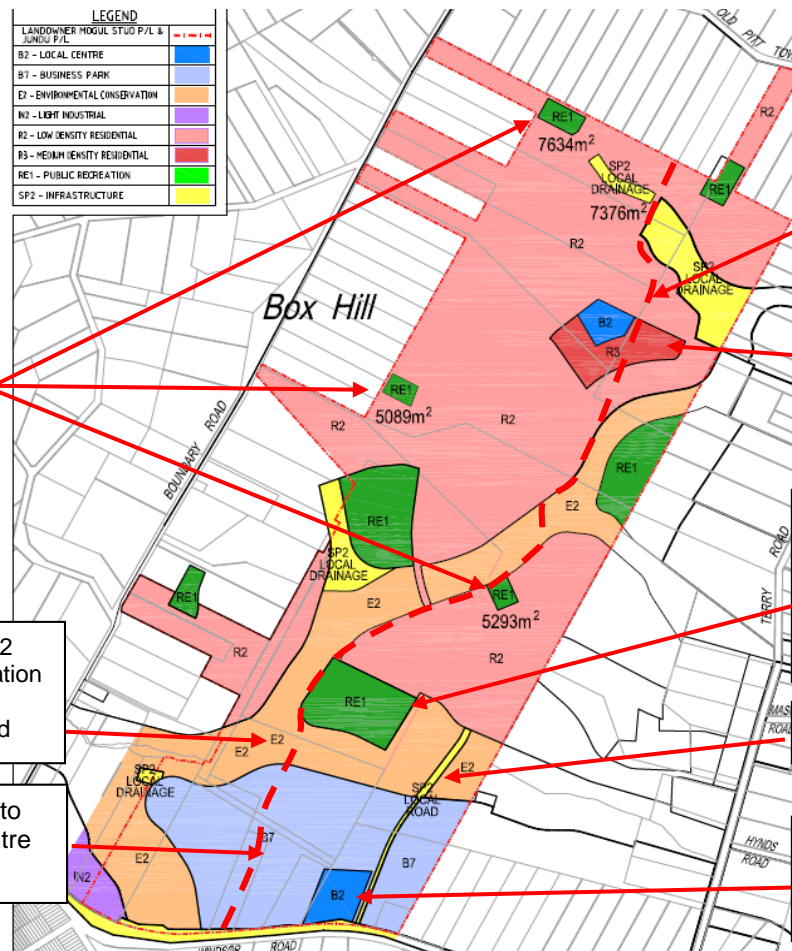 LEGEND
LANDOWNER MOGUL STUD P/L &
JUNDU P/L
B2 - LOCAL CENTRE
B7 - BUSINESS PARK
E2 - ENVIRONMENTAL CONSERVATION
IN2 - LIGHT INDUSTRIAL
R2 - LOW DENSITY RESIDENTIAL
R3 - MEDIUM DENSITY RESIDENTIAL
RE1 - PUBLIC RECREATION
SP2 - INFRASTRUCTURE
OLD PITT TOW
R2
RE1
7634m²
SP2
LOCAL
DRAINAGE
RE1
7376m²
R2
SP2
LOCAL
DRAINAGE
Box Hill
B2
R3
RE1
5089m²
R2
R2
BOUNDARY ROAD
RE1
RE1
E2
SP2
LOCAL
DRAINAGE
TERRY ROAD
RE1
E2
RE1
5293m²
R2
R2
2
ation
d
RE1
MAS
ROAD
E2
E2
E2
SP2
LOCAL
DRAINAGE
SP2
LOCAL
ROAD
to
ntre
B7
HYNDS
ROAD
E2
B7
IN2
B2
WINDSOR ROAD